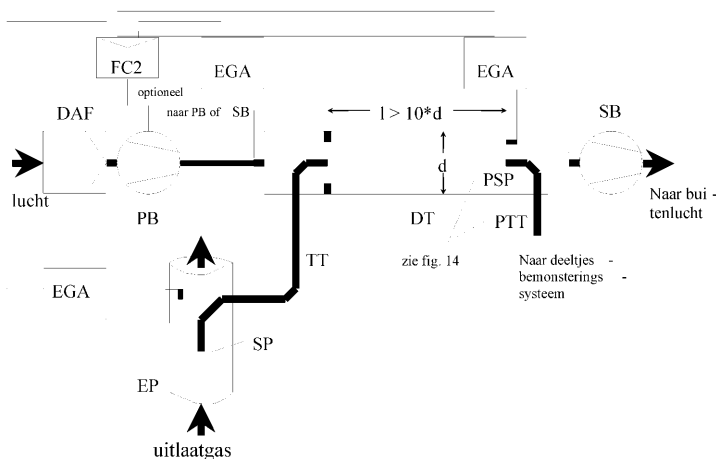 FC2
EGA
EGA
optioneel
DAF
naar PB of SB
l > 10*d
SB
d
lucht
PB
PSP
Naar bui -
tenlucht
DT
PTT
TT
zie fig. 14
Naar deeltjes -
bemonsterings -
systeem
EGA
SP
EP
uitlaatgas